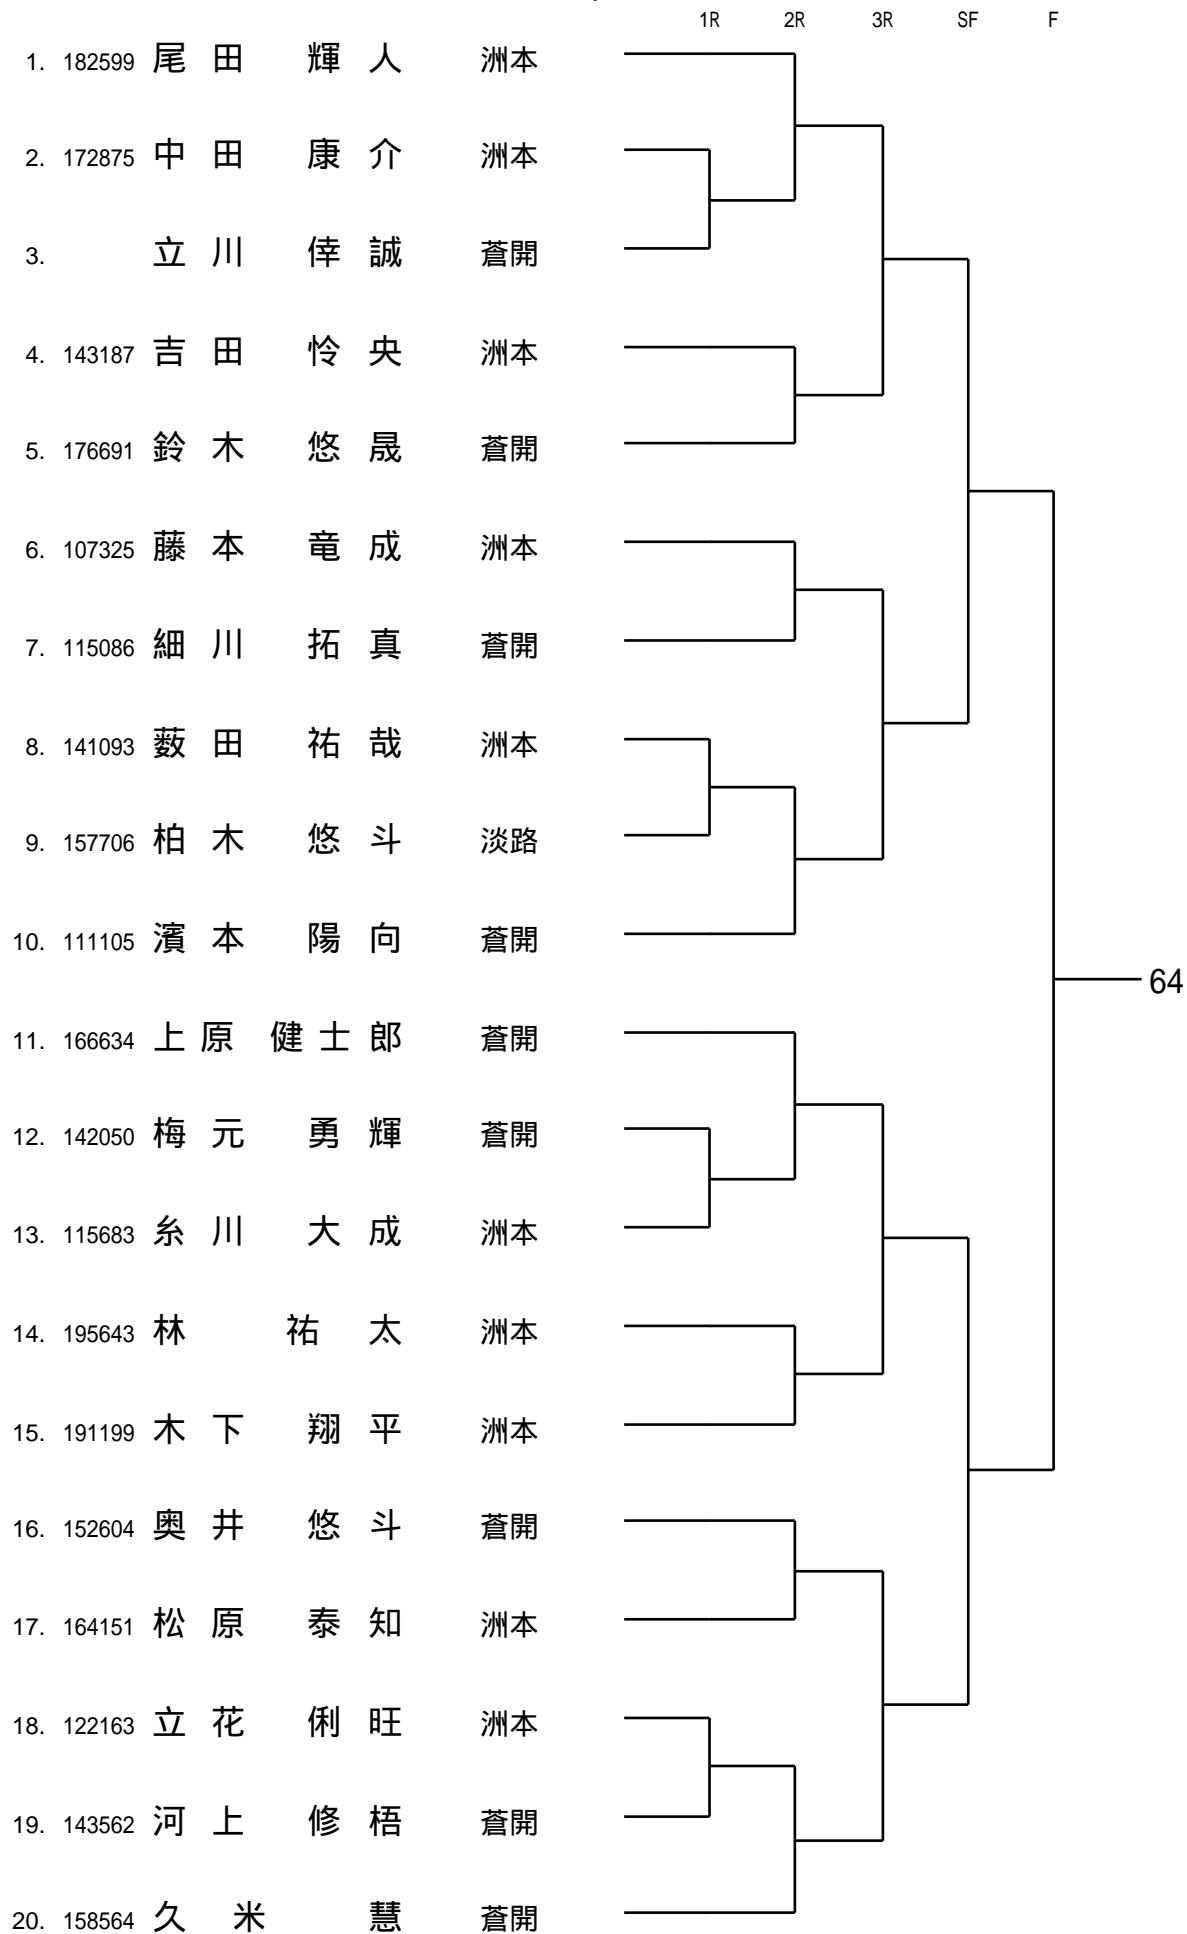 1R 2R 3R SF F
1. 182599 尾田 輝人 洲本
2. 172875 中田 康介 洲本
3. 立川 倖誠 蒼開
4. 143187 吉田 怜央 洲本
5. 176691 鈴木 悠晟 蒼開
6. 107325 藤本 竜成 洲本
7. 115086 細川 拓真 蒼開
8. 141093 薮田 祐哉 洲本
9. 157706 柏木 悠斗 淡路
10. 111105 濱本 陽向 蒼開
64
11. 166634 上原 健士郎 蒼開
12. 142050 梅元 勇輝 蒼開
13. 115683 糸川 大成 洲本
14. 195643 林 祐太 洲本
15. 191199 木下 翔平 洲本
16. 152604 奥井 悠斗 蒼開
17. 164151 松原 泰知 洲本
18. 122163 立花 俐旺 洲本
19. 143562 河上 修梧 蒼開
20. 158564 久米 慧 蒼開